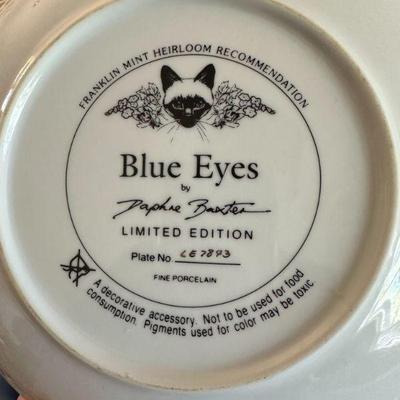 FRANKLIN MINT HEIRLOOM RECOMMENDATION
Blue Eyes
by
Daphne Baxter
LIMITED EDITION
Plate No. LE7893
FINE PORCELAIN
A decorative accessory. Not to be used for food
consumption. Pigments used for color may be toxic